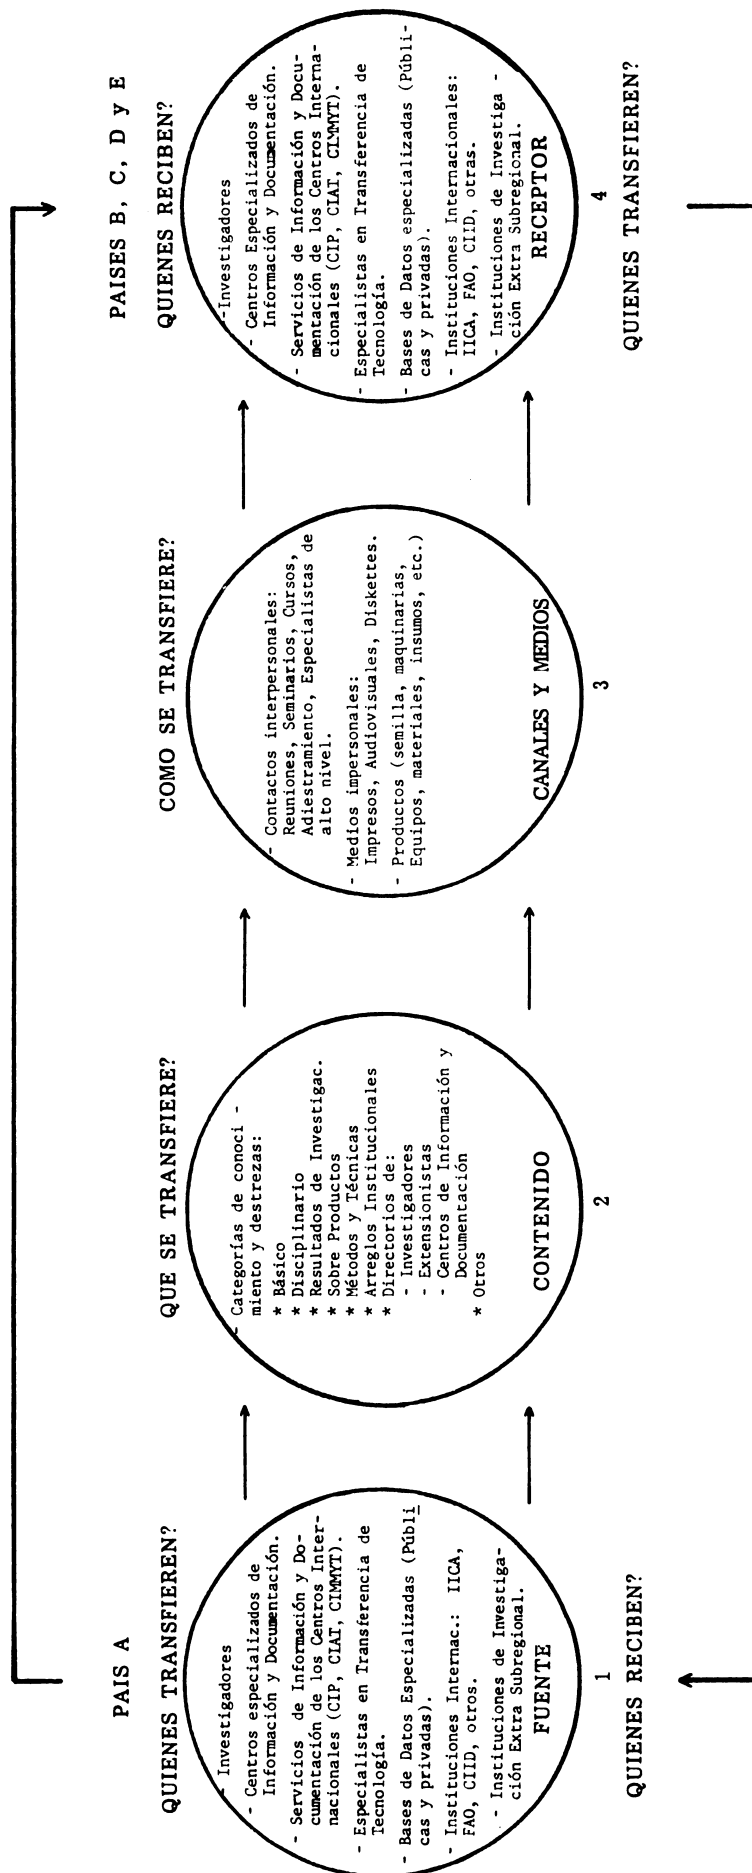 PAIS A
QUIENES TRANSFIEREN?
- Investigadores
- Centros especializados de
Información y Documentación.
- Servicios de Información y Do-
cumentación de los Centros Inter-
nacionales (CIP, CIAT, CIMMYT).
- Especialistas en Transferencia de
Tecnología.
- Bases de Datos Especializadas (Públi
cas y privadas).
- Instituciones Internac.: IICA,
FAO, CIID, otros.
- Instituciones de Investiga-
ción Extra Subregional.
FUENTE
1
QUIENES RECIBEN?
QUE SE TRANSFIERE?
- Categorías de conoci -
miento y destrezas:
* Básico
* Disciplinario
* Resultados de Investigac.
* Sobre Productos
* Métodos y Técnicas
* Arreglos Institucionales
* Directorios de:
- Investigadores
- Extensionistas
- Centros de Información y
Documentación
* Otros
CONTENIDO
2
COMO SE TRANSFIERE?
- Contactos interpersonales:
Reuniones, Seminarios, Cursos,
Adiestramiento, Especialistas de
alto nivel.
- Medios impersonales:
Impresos, Audiovisuales, Diskettes.
- Productos (semilla, maquinarias,
Equipos, materiales, insumos, etc.)
CANALES Y MEDIOS
3
PAISES B, C, D y E
QUIENES RECIBEN?
-Investigadores
- Centros Especializados de
Información y Documentación.
- Servicios de Información y Docu-
mentación de los Centros Interna-
cionales (CIP, CIAT, CIMMYT).
- Especialistas en Transferencia de
Tecnología.
- Bases de Datos especializadas (Públi-
cas y privadas).
- Instituciones Internacionales:
IICA, FAO, CIID, otras.
- Instituciones de Investiga -
ción Extra Subregional.
RECEPTOR
4
QUIENES TRANSFIEREN?